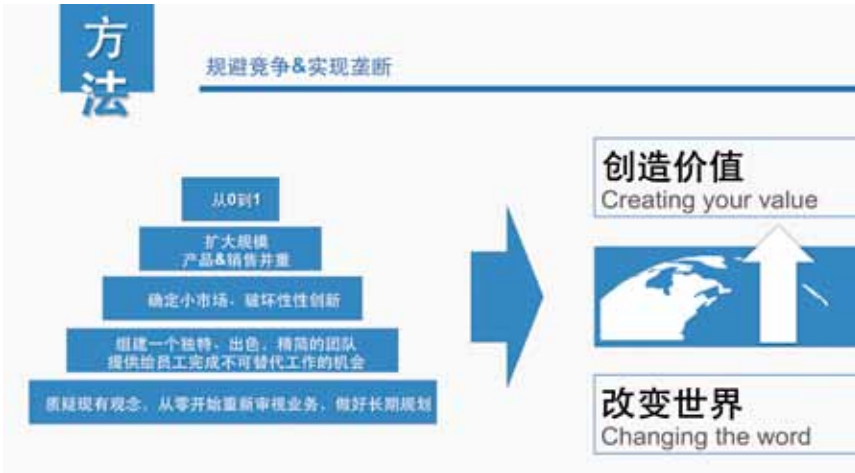 方
法
规避竞争&实现垄断
从0到1
扩大规模
产品&销售并重
确定小市场、破坏性性创新
组建一个独特、出色、精简的团队
提供给员工完成不可替代工作的机会
质疑现有观念、从零开始重新审视业务、做好长期规划
创造价值
Creating your value
改变世界
Changing the word